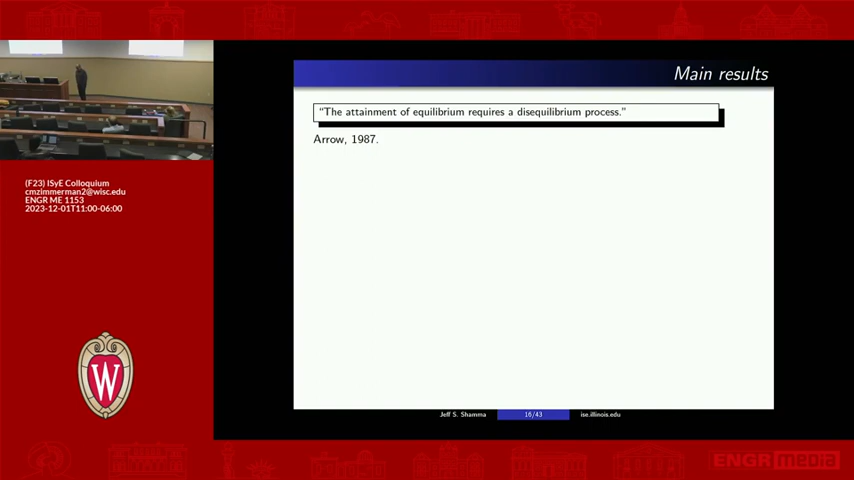 Main results
"The attainment of equilibrium requires a disequilibrium process."
Arrow, 1987.
(F23) ISyE Colloquium
cmzimmerman2@wisc.edu
ENGR ME 1153
2023-12-01T11:00-06:00
W
Jeff S. Shamma
16/43
ise.illinois.edu
ENGR media